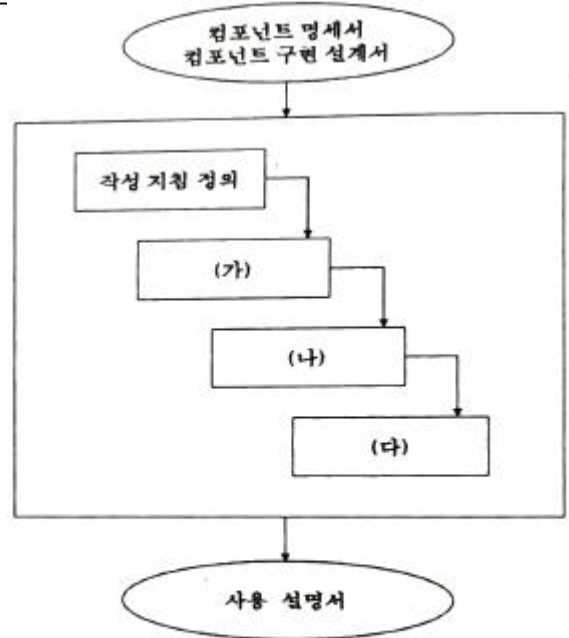 컴포넌트 명세서
컴포넌트 구현 설계서
작성 지침 정의
(가)
(나)
(다)
사용 설명서